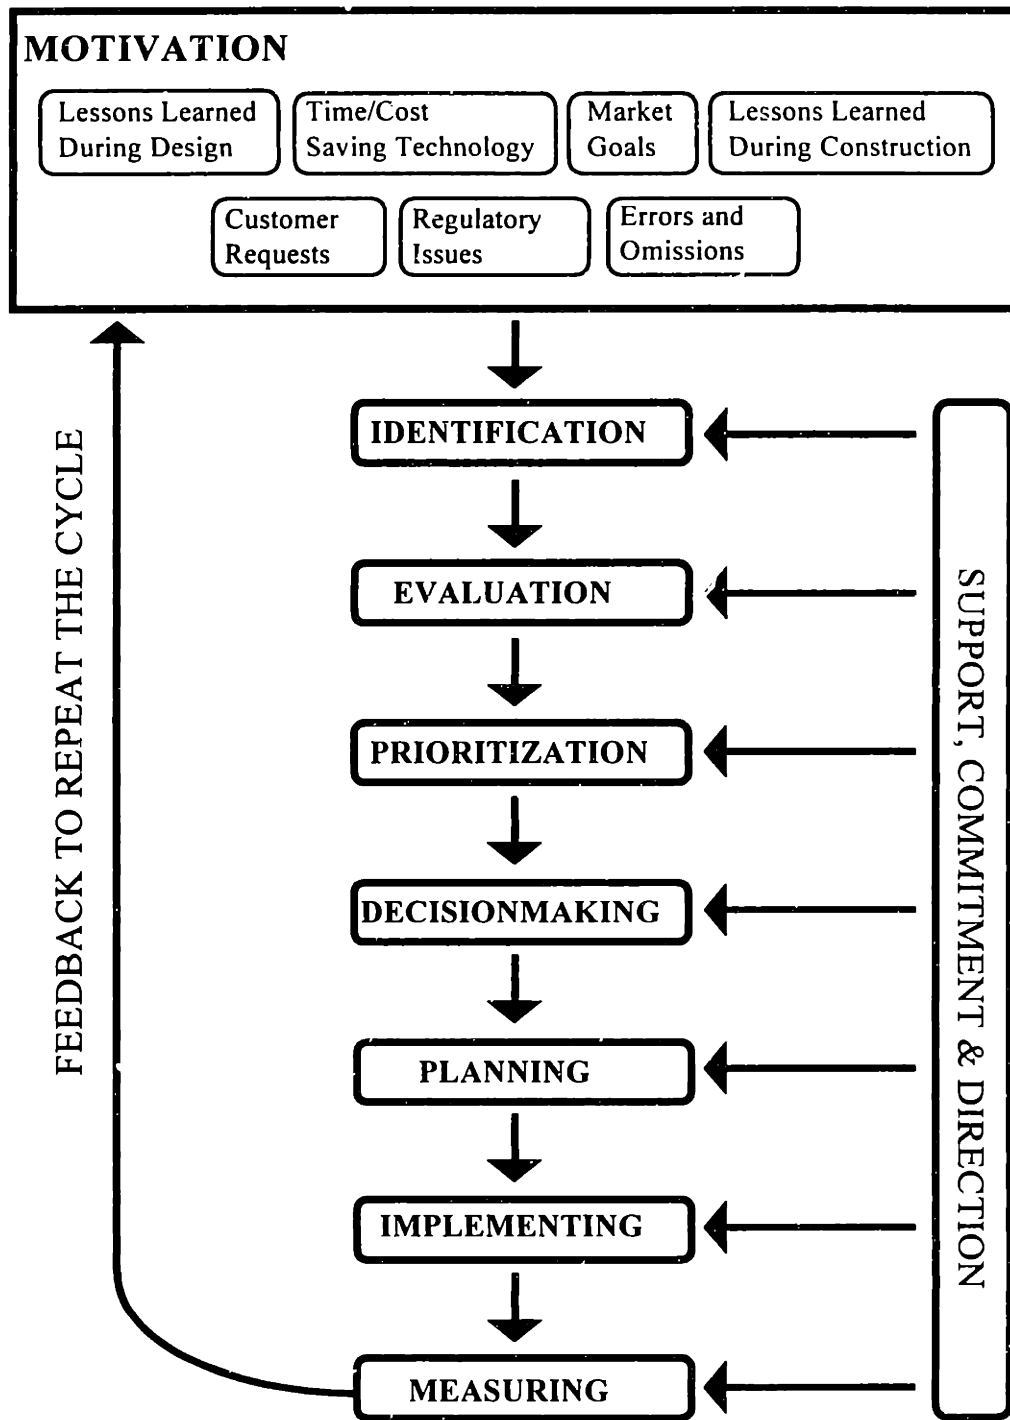 MOTIVATION
Lessons Learned
During Design
Time/Cost
Saving Technology
Market
Goals
Lessons Learned
During Construction
Customer
Requests
Regulatory
Issues
Errors and
Omissions
FEEDBACK TO REPEAT THE CYCLE
IDENTIFICATION
EVALUATION
PRIORITIZATION
DECISIONMAKING
PLANNING
IMPLEMENTING
MEASURING
SUPPORT, COMMITMENT & DIRECTION